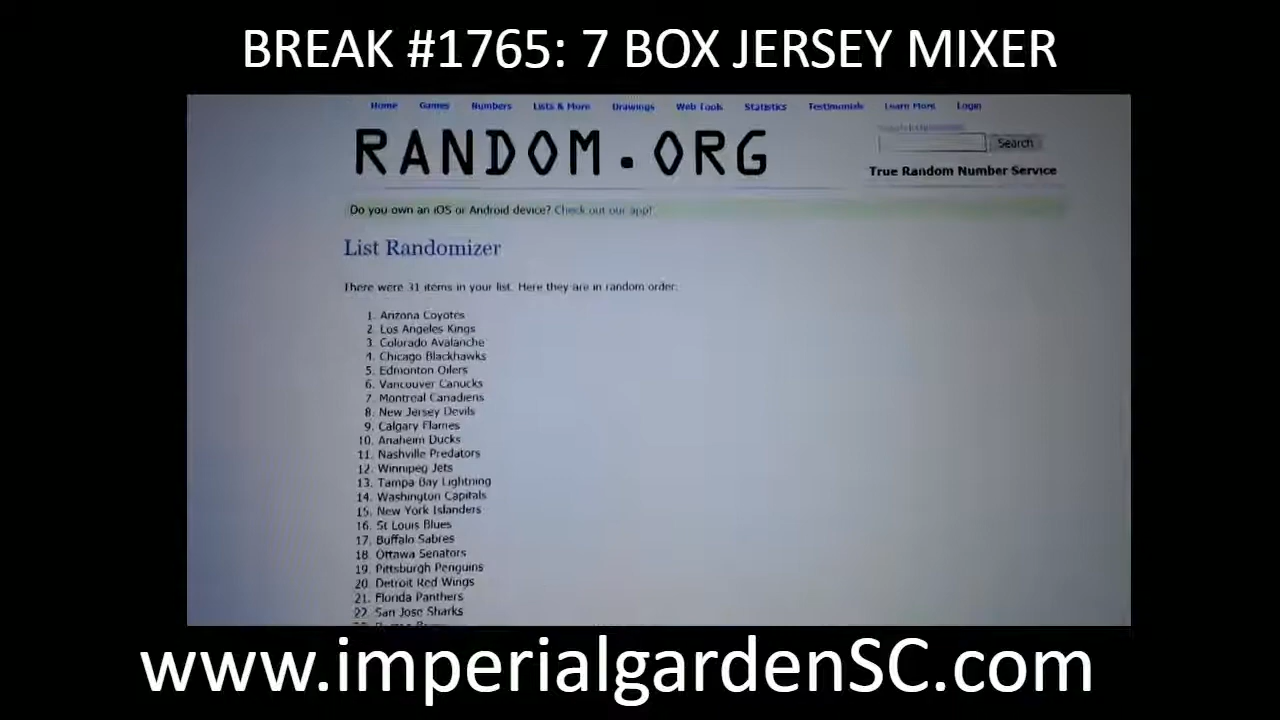 BREAK #1765: 7 BOX JERSEY MIXER
Home Games Numbers Lists & More Drawings Web Tools Statistics Testimonials Learn More Login
RANDOM.ORG
Search
True Random Number Service
Do you own an iOS or Android device? Check out our app!
List Randomizer
There were 31 items in your list. Here they are in random order:
1. Arizona Coyotes
2. Los Angeles Kings
3. Colorado Avalanche
4. Chicago Blackhawks
5. Edmonton Oilers
6. Vancouver Canucks
7. Montreal Canadiens
8. New Jersey Devils
9. Calgary Flames
10. Anaheim Ducks
11. Nashville Predators
12. Winnipeg Jets
13. Tampa Bay Lightning
14. Washington Capitals
15. New York Islanders
16. St Louis Blues
17. Buffalo Sabres
18. Ottawa Senators
19. Pittsburgh Penguins
20. Detroit Red Wings
21. Florida Panthers
22. San Jose Sharks
www.imperialgardenSC.com